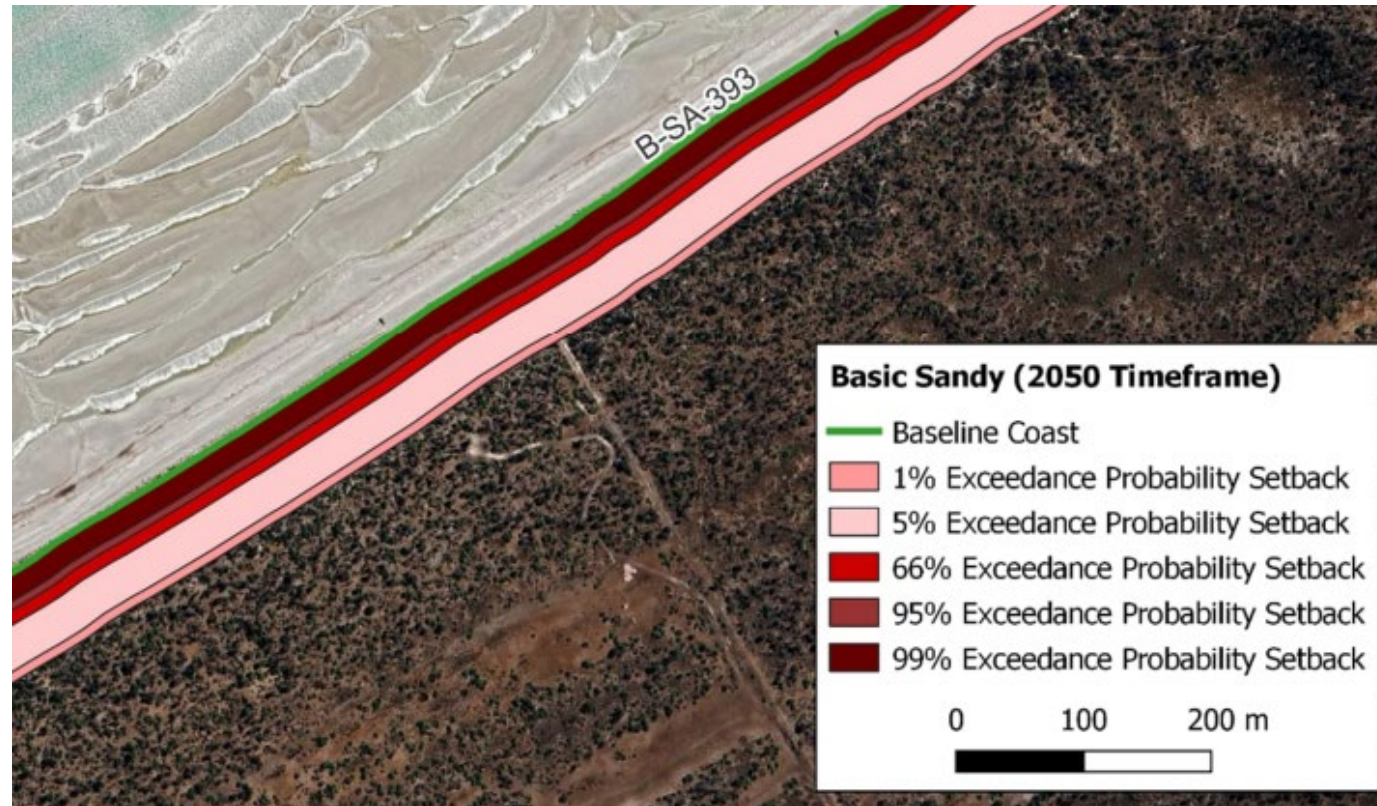 B-SA-393
Basic Sandy (2050 Timeframe)
Baseline Coast
1% Exceedance Probability Setback
5% Exceedance Probability Setback
66% Exceedance Probability Setback
95% Exceedance Probability Setback
99% Exceedance Probability Setback
0 100 200 m